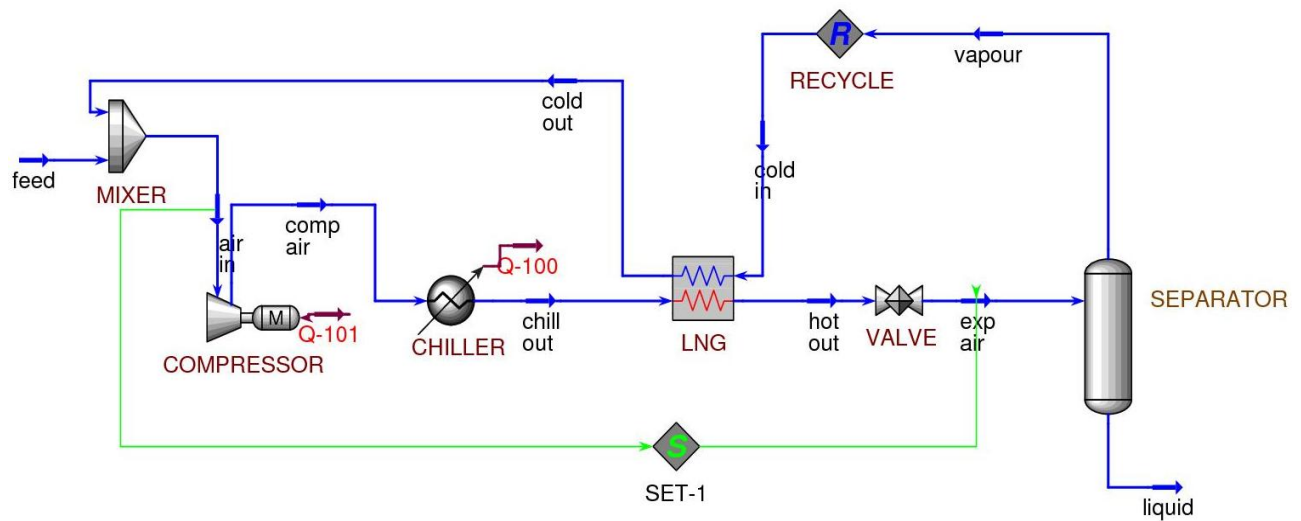 R
RECYCLE
vapour
cold
out
feed
MIXER
cold
in
comp
air
air
in
Q-100
M
Q-101
COMPRESSOR
CHILLER
chill
out
LNG
hot
out
VALVE
exp
air
SEPARATOR
S
SET-1
liquid